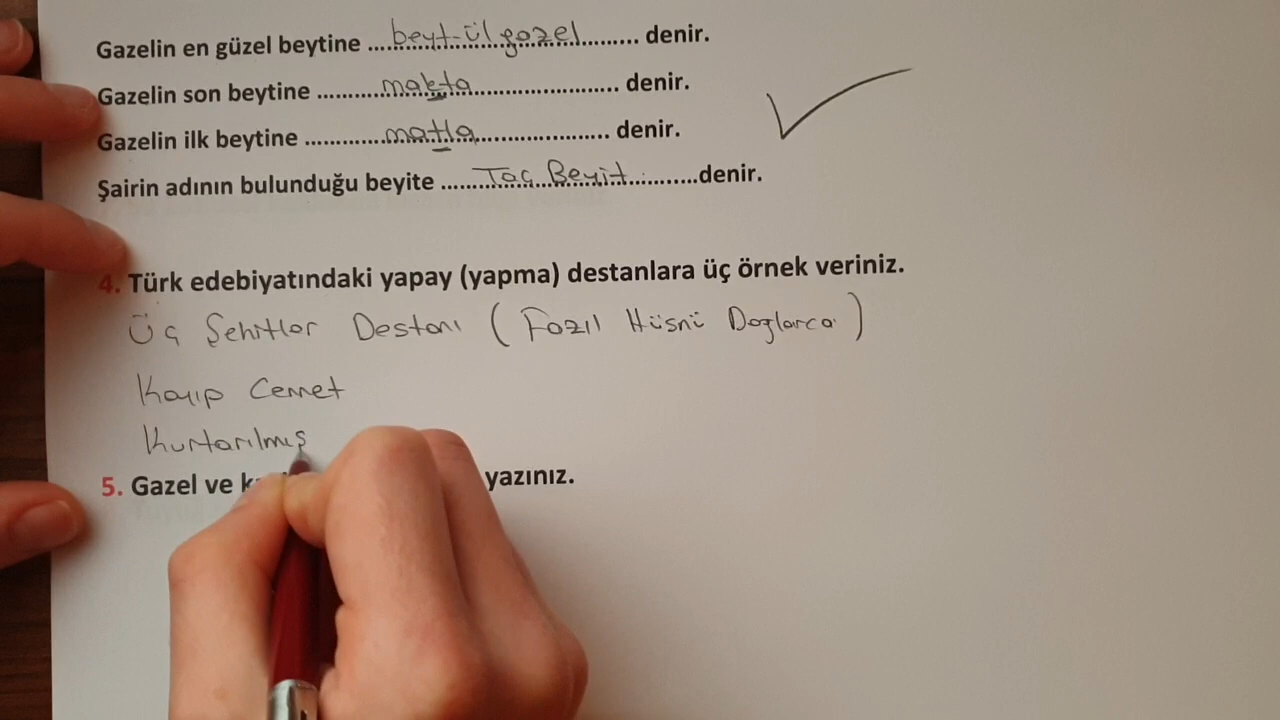 Gazelin en güzel beytine ........beyt-ül gazel........ denir.
Gazelin son beytine ........makta........ denir.
Gazelin ilk beytine ........matla........ denir.
Şairin adının bulunduğu beyite ........Taç Beyit........denir.
4. Türk edebiyatındaki yapay (yapma) destanlara üç örnek veriniz.
Üç Şehitler Destanı (Fazıl Hüsnü Dağlarca)
Kayıp Cennet
Kurtarılmış
5. Gazel ve yazınız.